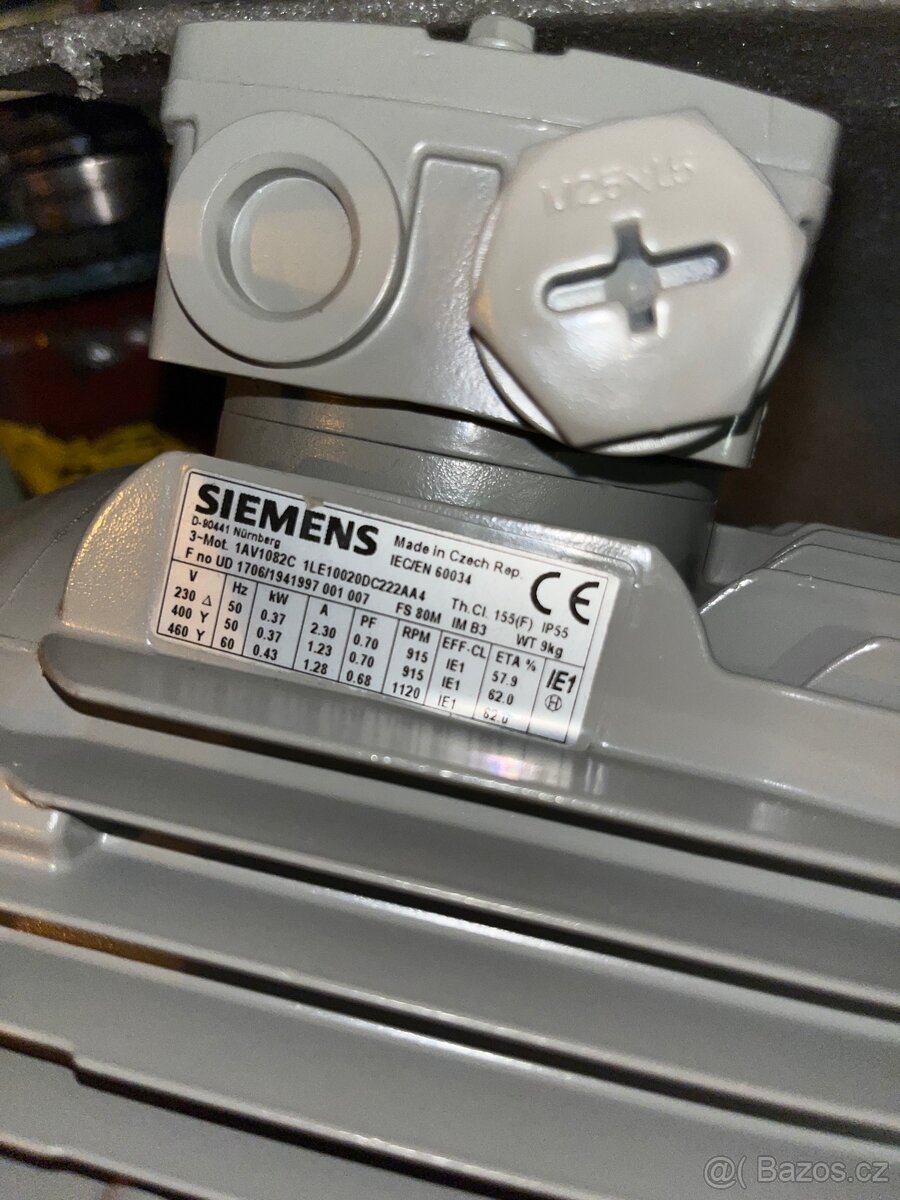 M25x1.5
SIEMENS
D-90441 Nürnberg
Made in Czech Rep.
3~Mot. 1AV1082C 1LE10020DC222AA4
IEC/EN 60034
CE
F no UD 1706/1941997 001 007
FS 80M IM B3
Th.Cl. 155(F) IP55
WT 9kg
V Hz kW A PF RPM EFF-CL ETA % IE1
230 Δ 50 0.37 2.30 0.70 915 IE1 57.9
400 Y 50 0.37 1.23 0.70 915 IE1 62.0
460 Y 60 0.43 1.28 0.68 1120 IE1 62.0
@( Bazos.cz